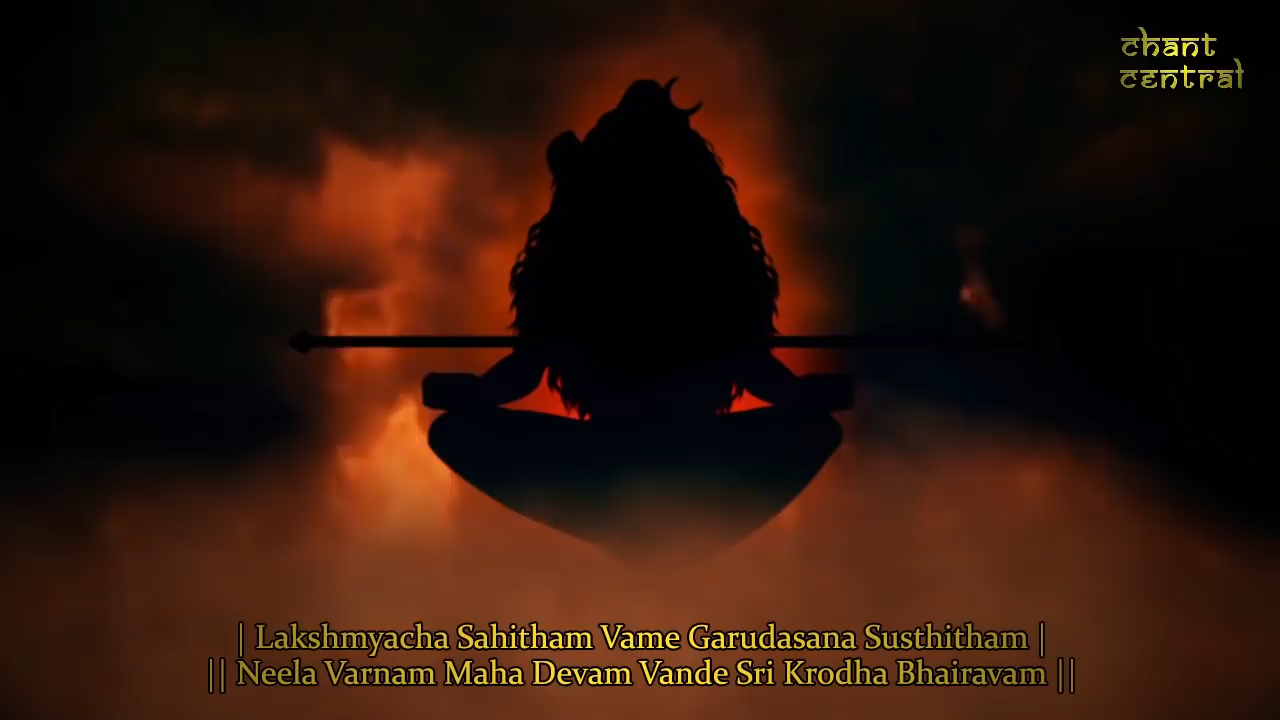 chant
central
| Lakshmyacha Sahitham Vame Garudasana Susthitham |
|| Neela Varnam Maha Devam Vande Sri Krodha Bhairavam ||